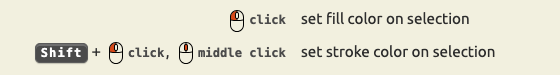 click set fill color on selection
Shift + click, middle click set stroke color on selection